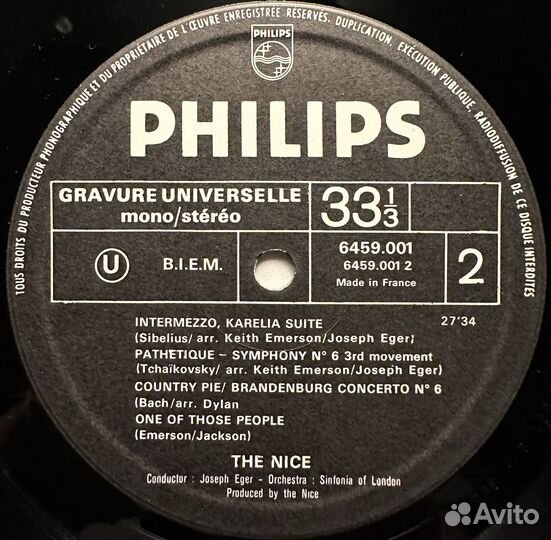 TOUS DROITS DU PRODUCTEUR PHONOGRAPHIQUE ET DU PROPRIÉTAIRE DE L'ŒUVRE ENREGISTRÉE RÉSERVÉS. DUPLICATION, EXÉCUTION PUBLIQUE, RADIODIFFUSION DE CE DISQUE INTERDITES
PHILIPS
PHILIPS
GRAVURE UNIVERSELLE
mono/stéréo
33 1/3
U
B.I.E.M.
6459.001
6459.001 2
Made in France
2
INTERMEZZO, KARELIA SUITE 27'34
(Sibelius/ arr. Keith Emerson/Joseph Eger)
PATHETIQUE – SYMPHONY N° 6 3rd movement
(Tchaïkovsky/ arr. Keith Emerson/Joseph Eger)
COUNTRY PIE/ BRANDENBURG CONCERTO N° 6
(Bach/arr. Dylan
ONE OF THOSE PEOPLE
(Emerson/Jackson)
THE NICE
Conductor : Joseph Eger - Orchestra : Sinfonia of London
Produced by the Nice
Avito